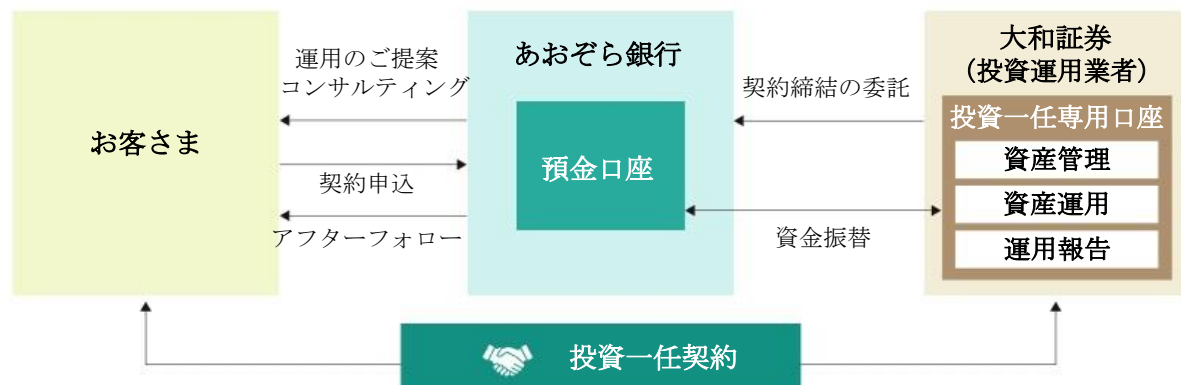 お客さま
運用のご提案
コンサルティング
契約申込
アフターフォロー
あおぞら銀行
預金口座
契約締結の委託
資金振替
大和証券
（投資運用業者）
投資一任専用口座
資産管理
資産運用
運用報告
投資一任契約